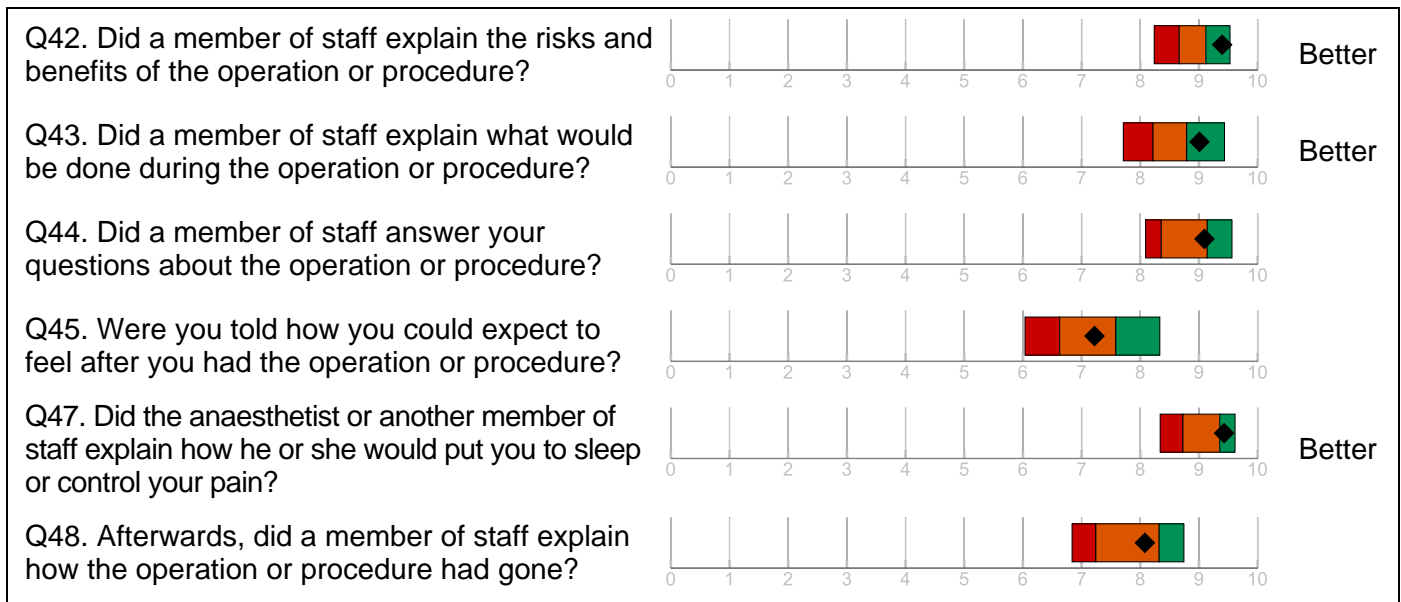 Q42. Did a member of staff explain the risks and
benefits of the operation or procedure?
0 1 2 3 4 5 6 7 8 9 10
Better
Q43. Did a member of staff explain what would
be done during the operation or procedure?
0 1 2 3 4 5 6 7 8 9 10
Better
Q44. Did a member of staff answer your
questions about the operation or procedure?
0 1 2 3 4 5 6 7 8 9 10
Q45. Were you told how you could expect to
feel after you had the operation or procedure?
0 1 2 3 4 5 6 7 8 9 10
Q47. Did the anaesthetist or another member of
staff explain how he or she would put you to sleep
or control your pain?
0 1 2 3 4 5 6 7 8 9 10
Better
Q48. Afterwards, did a member of staff explain
how the operation or procedure had gone?
0 1 2 3 4 5 6 7 8 9 10